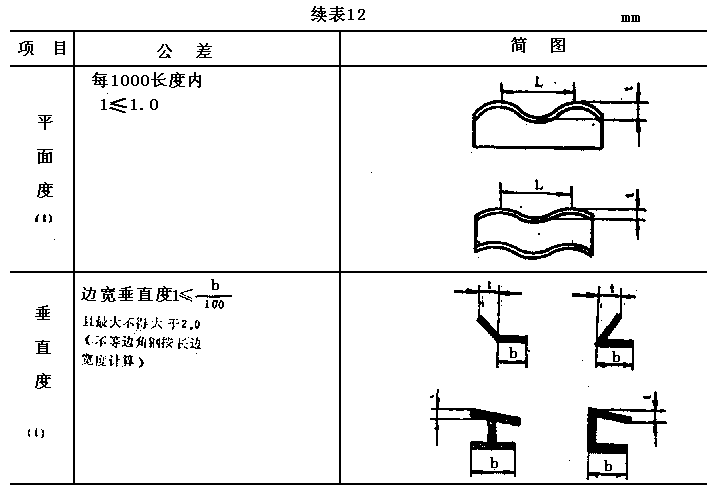 续表12
mm
项 目
公 差
简 图
平面度
(t)
每1000长度内
1≤1.0
L
t
L
t
垂直度
(t)
边宽垂直度1≤b/100
且最大不得大于2.0
(不等边角钢按长边
宽度计算)
t
t
b
b
t
t
b
b